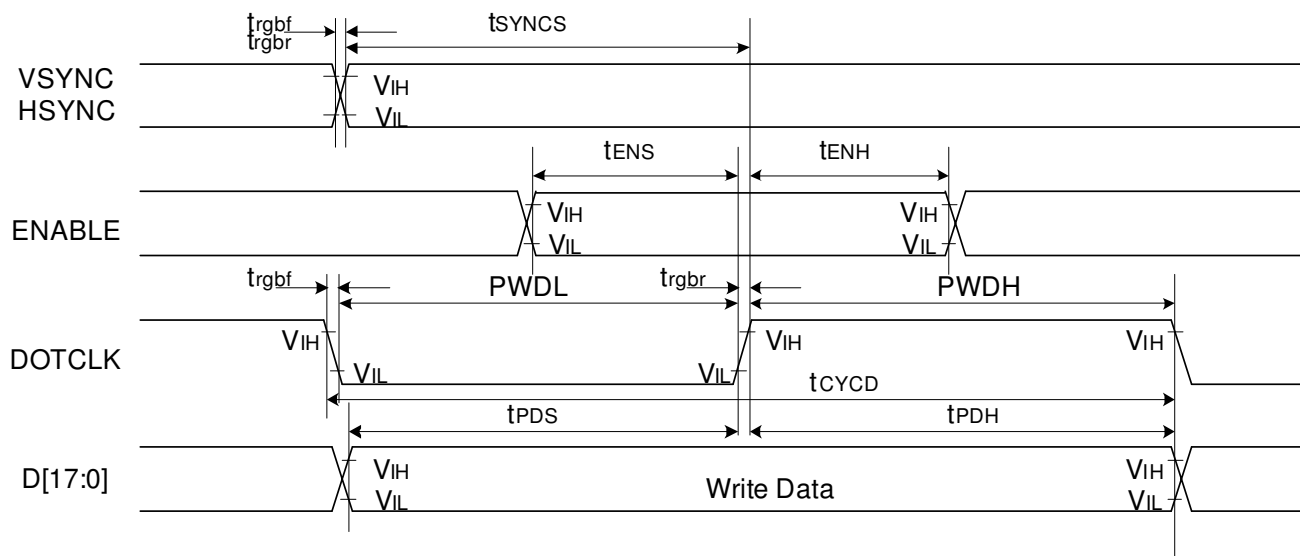 trgbf
trgbr
tSYNCS
VSYNC
HSYNC
VIH
VIL
tENS
tENH
ENABLE
VIH
VIL
VIH
VIL
trgbf
PWDL
trgbr
PWDH
DOTCLK
VIH
VIL
VIL
VIH
VIH
tCYCD
tPDS
tPDH
D[17:0]
VIH
VIL
Write Data
VIH
VIL